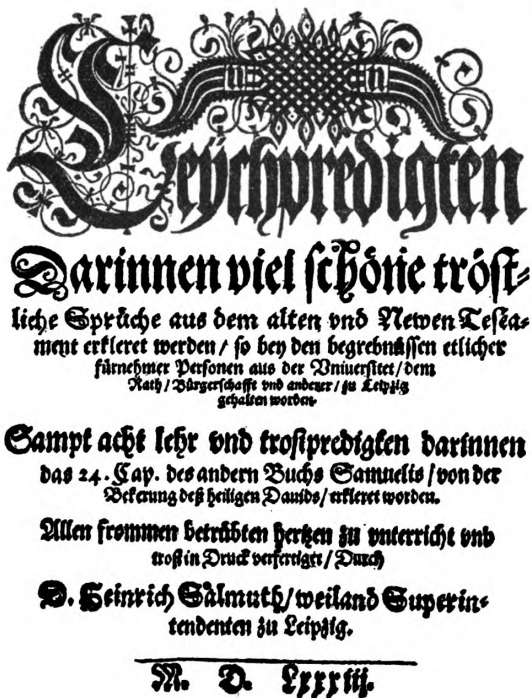 Leychpredigten
Darinnen viel schöne tröst-
liche Sprüche aus dem alten vnd Newen Testa-
ment erkleret werden / so bey den begrebnüssen etlicher
fürnehmer Personen aus der Vniuersitet / dem
Rath / Bürgerschafft vnd anderer / zu Leipzig
gehalten worden.
Sampt acht lehr vnd trostpredigten darinnen
das 24. Cap. des andern Buchs Samuelis / von der
Bekerung deß heiligen Dauids / erkleret worden.
Allen frommen betrübten hertzen zu vnterricht vnd
trost in Druck verfertiget / Durch
D. Heinrich Salmuth / weiland Superin-
tendenten zu Leipzig.
M. D. Lxxxiij.